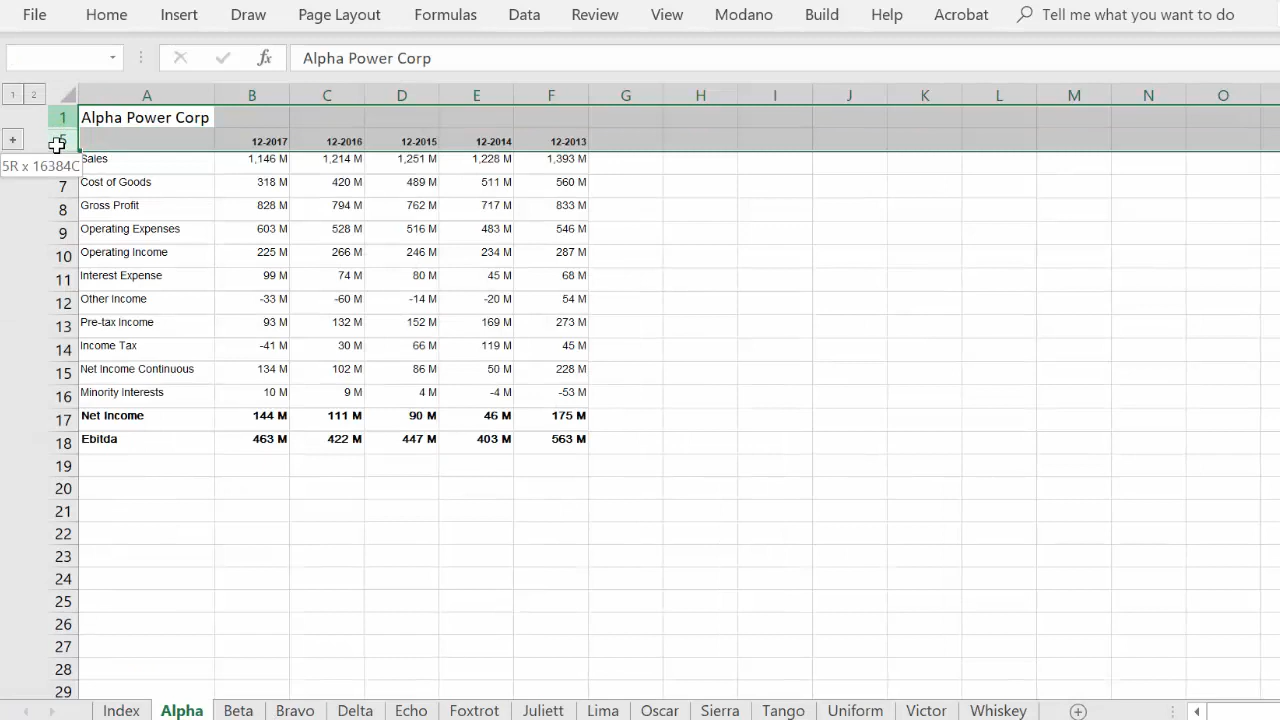 File Home Insert Draw Page Layout Formulas Data Review View Modano Build Help Acrobat Tell me what you want to do
fx Alpha Power Corp
1 2 A B C D E F G H I J K L M N O
1 Alpha Power Corp
5 12-2017 12-2016 12-2015 12-2014 12-2013
5R x 16384C Sales 1,146 M 1,214 M 1,251 M 1,228 M 1,393 M
7 Cost of Goods 318 M 420 M 489 M 511 M 560 M
8 Gross Profit 828 M 794 M 762 M 717 M 833 M
9 Operating Expenses 603 M 528 M 516 M 483 M 546 M
10 Operating Income 225 M 266 M 246 M 234 M 287 M
11 Interest Expense 99 M 74 M 80 M 45 M 68 M
12 Other Income -33 M -60 M -14 M -20 M 54 M
13 Pre-tax Income 93 M 132 M 152 M 169 M 273 M
14 Income Tax -41 M 30 M 66 M 119 M 45 M
15 Net Income Continuous 134 M 102 M 86 M 50 M 228 M
16 Minority Interests 10 M 9 M 4 M -4 M -53 M
17 Net Income 144 M 111 M 90 M 46 M 175 M
18 Ebitda 463 M 422 M 447 M 403 M 563 M
19
20
21
22
23
24
25
26
27
28
29
Index Alpha Beta Bravo Delta Echo Foxtrot Juliett Lima Oscar Sierra Tango Uniform Victor Whiskey